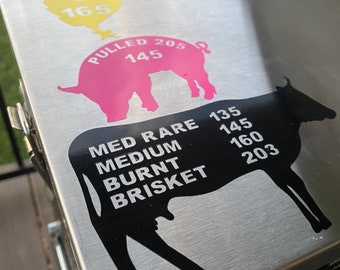 165
PULLED 205
145
MED RARE 135
MEDIUM 145
BURNT 160
BRISKET 203